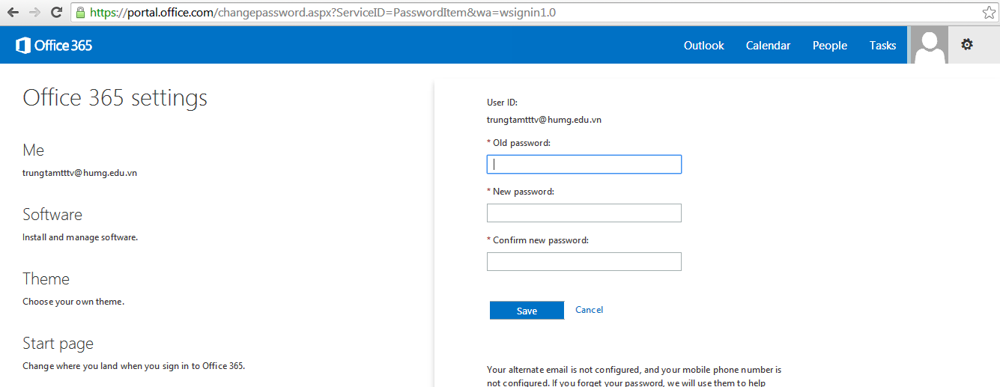 https://portal.office.com/changepassword.aspx?ServiceID=PasswordItem&wa=wsignin1.0
Office 365
Outlook Calendar People Tasks
Office 365 settings
Me
trungtamtttv@humg.edu.vn
Software
Install and manage software.
Theme
Choose your own theme.
Start page
Change where you land when you sign in to Office 365.
User ID:
trungtamtttv@humg.edu.vn
* Old password:
* New password:
* Confirm new password:
Save Cancel
Your alternate email is not configured, and your mobile phone number is
not configured. If you forget your password, we will use them to help